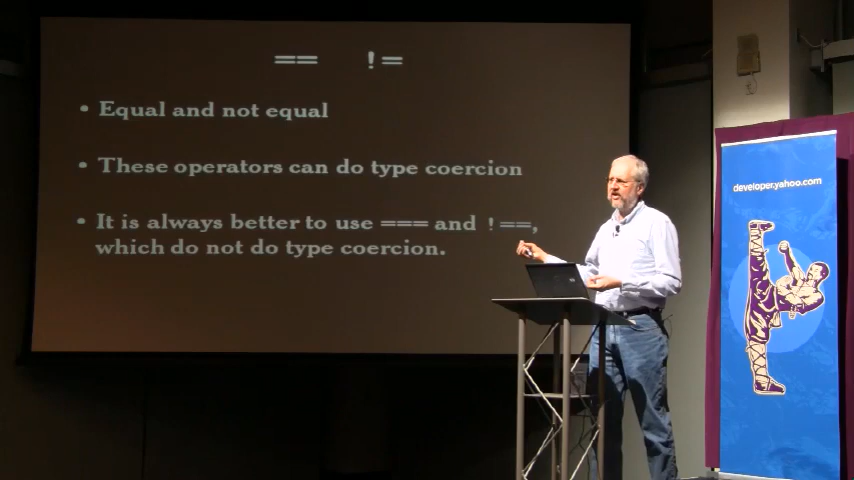 == !=
• Equal and not equal
• These operators can do type coercion
• It is always better to use === and !==,
which do not do type coercion.
developer.yahoo.com